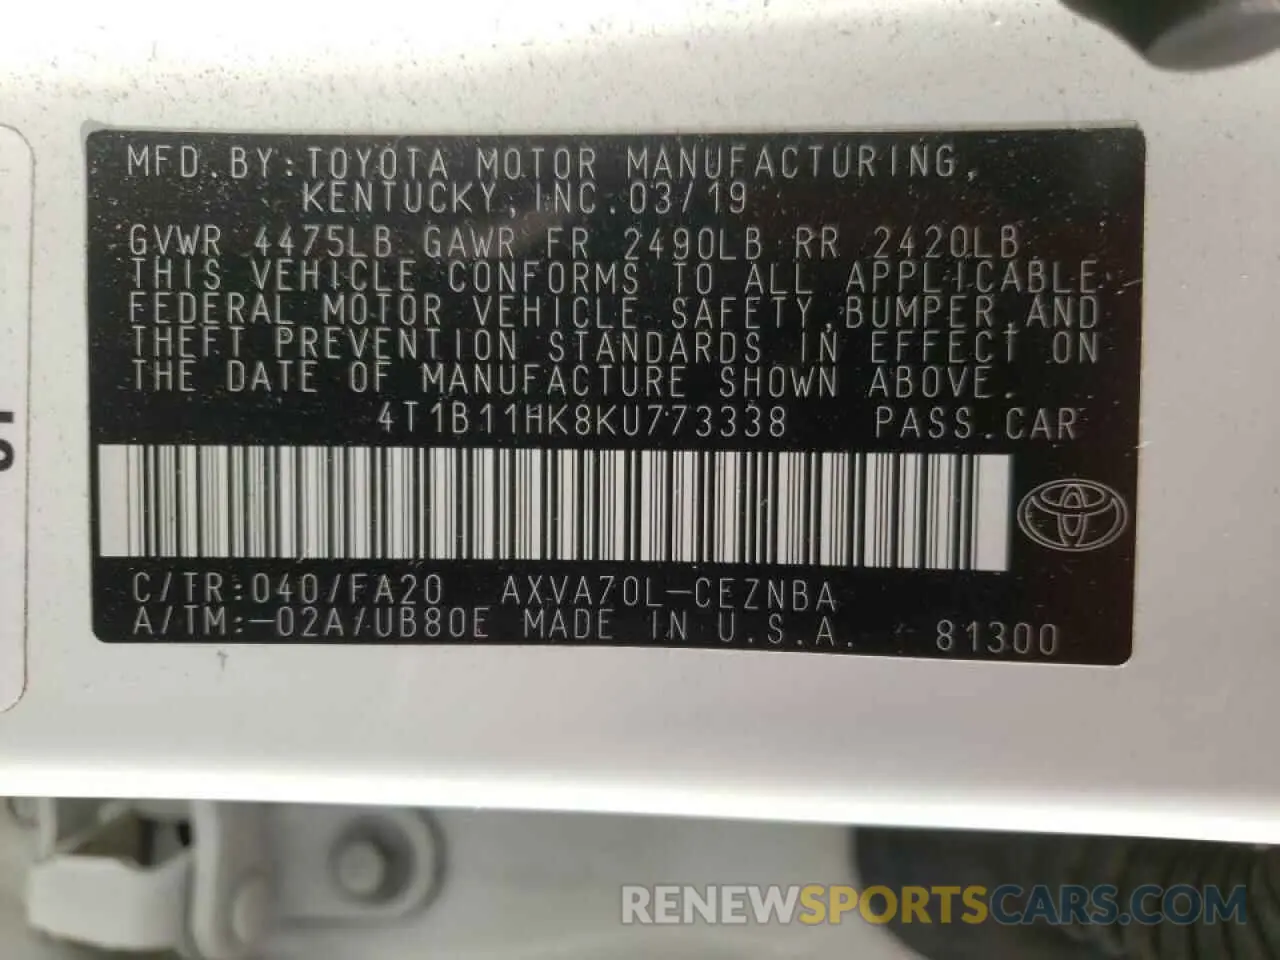 MFD.BY:TOYOTA MOTOR MANUFACTURING,
KENTUCKY,INC.03/19
GVWR 4475LB GAWR FR 2490LB RR 2420LB
THIS VEHICLE CONFORMS TO ALL APPLICABLE
FEDERAL MOTOR VEHICLE SAFETY,BUMPER,AND
THEFT PREVENTION STANDARDS IN EFFECT ON
THE DATE OF MANUFACTURE SHOWN ABOVE.
4T1B11HK8KU773338 PASS.CAR
C/TR:040/FA20 AXVA70L-CEZNBA
A/TM:-02A/UB80E MADE IN U.S.A. 81300
RENEWSPORTSCARS.COM